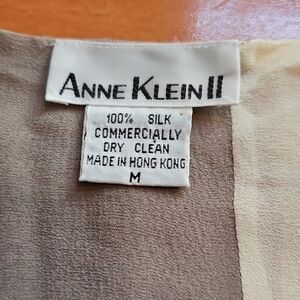 ANNE KLEIN II
100% SILK
COMMERCIALLY
DRY CLEAN
MADE IN HONG KONG
M